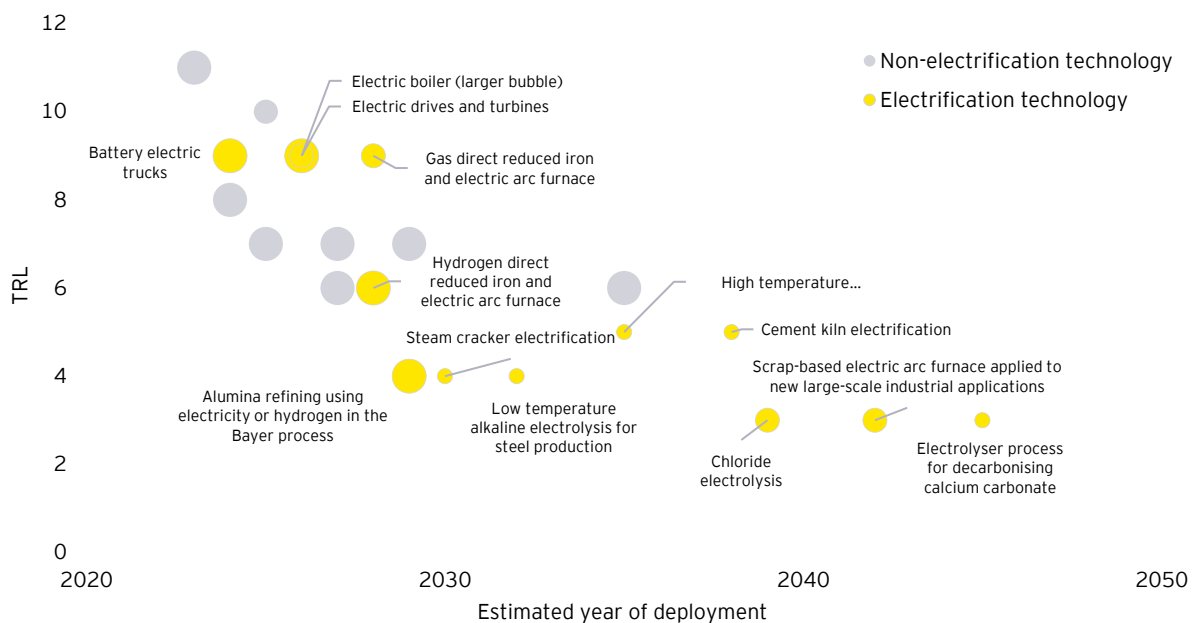 12
10
8
6
4
2
0
TRL
2020
2030
2040
2050
Estimated year of deployment
Non-electrification technology
Electrification technology
Electric boiler (larger bubble)
Electric drives and turbines
Battery electric
trucks
Gas direct reduced iron
and electric arc furnace
Hydrogen direct
reduced iron and
electric arc furnace
High temperature...
Steam cracker electrification
Cement kiln electrification
Scrap-based electric arc furnace applied to
new large-scale industrial applications
Alumina refining using
electricity or hydrogen in the
Bayer process
Low temperature
alkaline electrolysis for
steel production
Chloride
electrolysis
Electrolyser process
for decarbonising
calcium carbonate